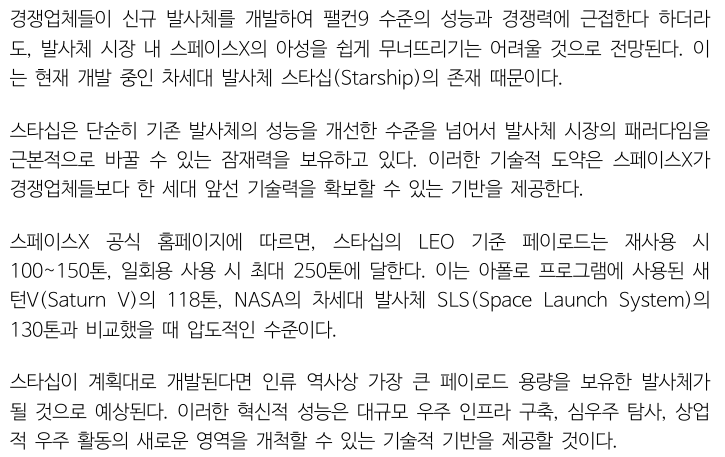 경쟁업체들이 신규 발사체를 개발하여 팰컨9 수준의 성능과 경쟁력에 근접한다 하더라
도, 발사체 시장 내 스페이스X의 아성을 쉽게 무너뜨리기는 어려울 것으로 전망된다. 이
는 현재 개발 중인 차세대 발사체 스타십(Starship)의 존재 때문이다.
스타십은 단순히 기존 발사체의 성능을 개선한 수준을 넘어서 발사체 시장의 패러다임을
근본적으로 바꿀 수 있는 잠재력을 보유하고 있다. 이러한 기술적 도약은 스페이스X가
경쟁업체들보다 한 세대 앞선 기술력을 확보할 수 있는 기반을 제공한다.
스페이스X 공식 홈페이지에 따르면, 스타십의 LEO 기준 페이로드는 재사용 시
100~150톤, 일회용 사용 시 최대 250톤에 달한다. 이는 아폴로 프로그램에 사용된 새
턴V(Saturn V)의 118톤, NASA의 차세대 발사체 SLS(Space Launch System)의
130톤과 비교했을 때 압도적인 수준이다.
스타십이 계획대로 개발된다면 인류 역사상 가장 큰 페이로드 용량을 보유한 발사체가
될 것으로 예상된다. 이러한 혁신적 성능은 대규모 우주 인프라 구축, 심우주 탐사, 상업
적 우주 활동의 새로운 영역을 개척할 수 있는 기술적 기반을 제공할 것이다.